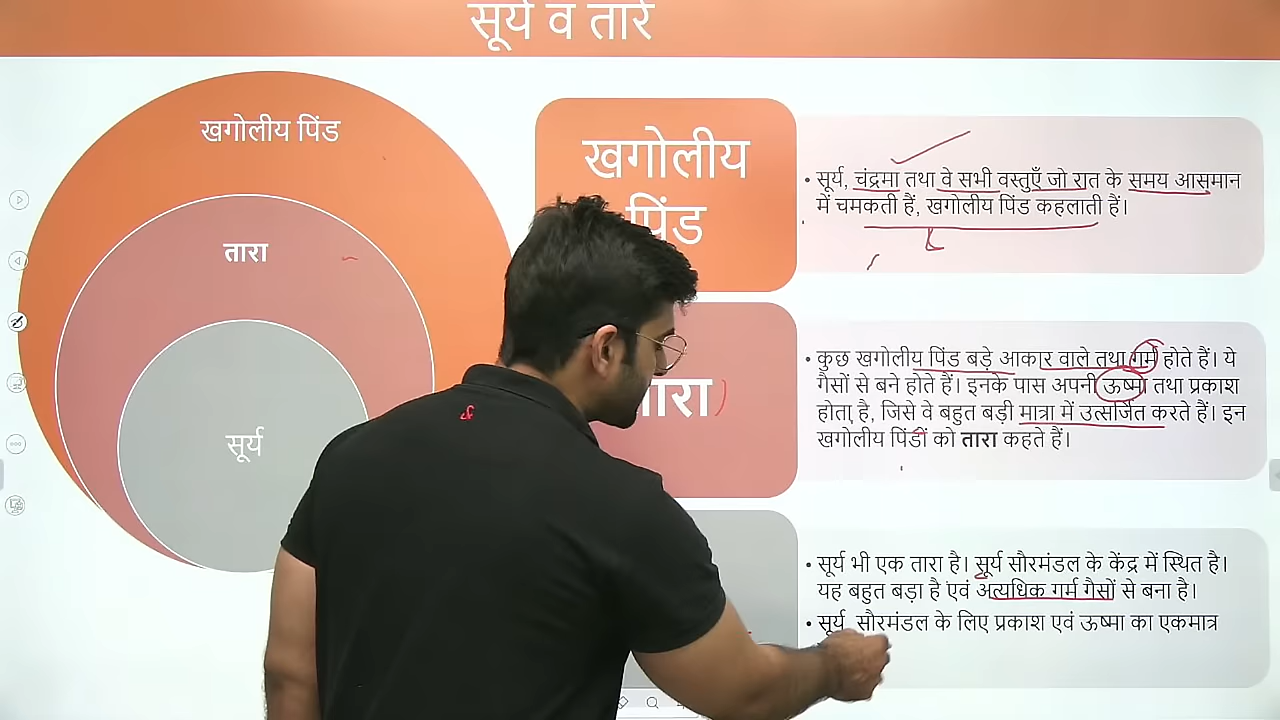 सूर्य व तारे
खगोलीय पिंड
तारा
सूर्य
खगोलीय
पिंड
• सूर्य, चंद्रमा तथा वे सभी वस्तुएँ जो रात के समय आसमान
में चमकती हैं, खगोलीय पिंड कहलाती हैं।
• कुछ खगोलीय पिंड बड़े आकार वाले तथा गर्म होते हैं। ये
गैसों से बने होते हैं। इनके पास अपनी ऊष्मा तथा प्रकाश
होता है, जिसे वे बहुत बड़ी मात्रा में उत्सर्जित करते हैं। इन
खगोलीय पिंडों को तारा कहते हैं।
• सूर्य भी एक तारा है। सूर्य सौरमंडल के केंद्र में स्थित है।
यह बहुत बड़ा है एवं अत्यधिक गर्म गैसों से बना है।
• सूर्य, सौरमंडल के लिए प्रकाश एवं ऊष्मा का एकमात्र